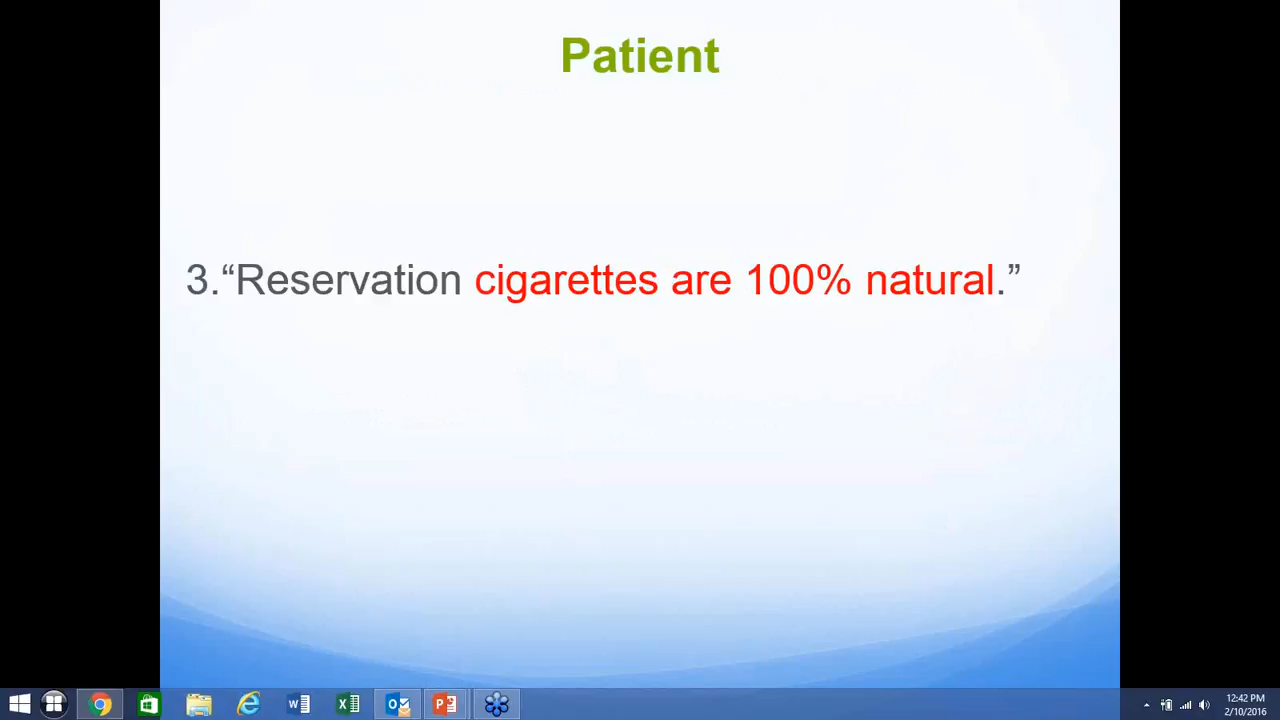 Patient
3.“Reservation cigarettes are 100% natural.”
12:42 PM
2/10/2016